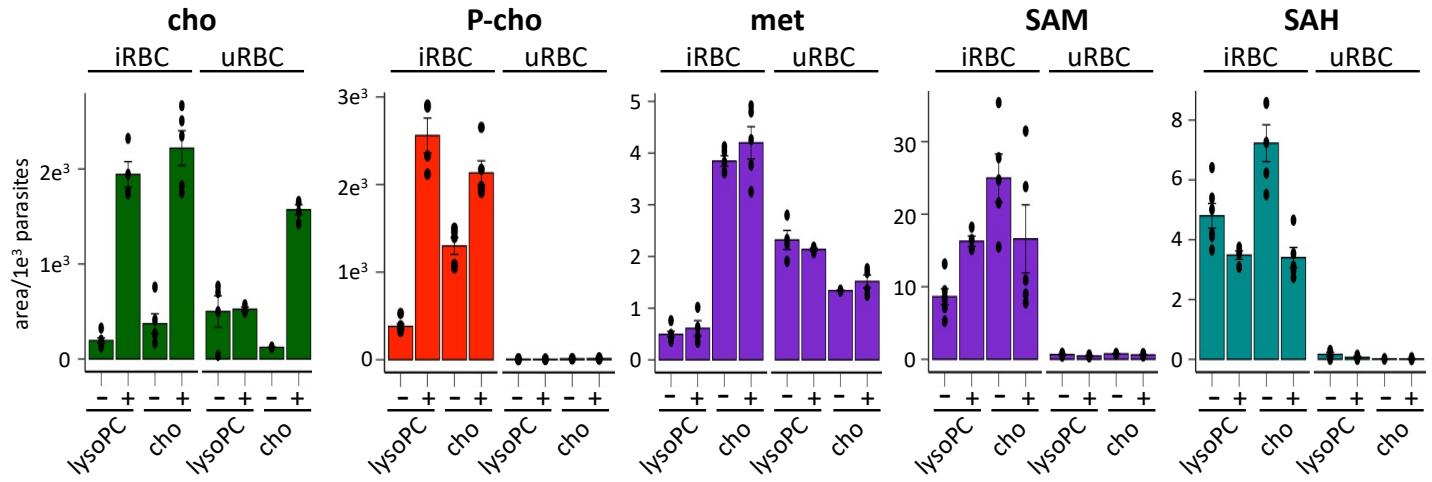 cho P-cho met SAM SAH
iRBC uRBC iRBC uRBC iRBC uRBC iRBC uRBC iRBC uRBC
area/1e³ parasites
2e³
1e³
0
3e³
2e³
1e³
0
5
4
3
2
1
0
30
20
10
0
8
6
4
2
0
- + - + - + - + - + - + - + - + - + - + - + - + - + - + - + - + - + - + - + - +
lysoPC cho lysoPC cho lysoPC cho lysoPC cho lysoPC cho lysoPC cho lysoPC cho lysoPC cho lysoPC cho lysoPC cho